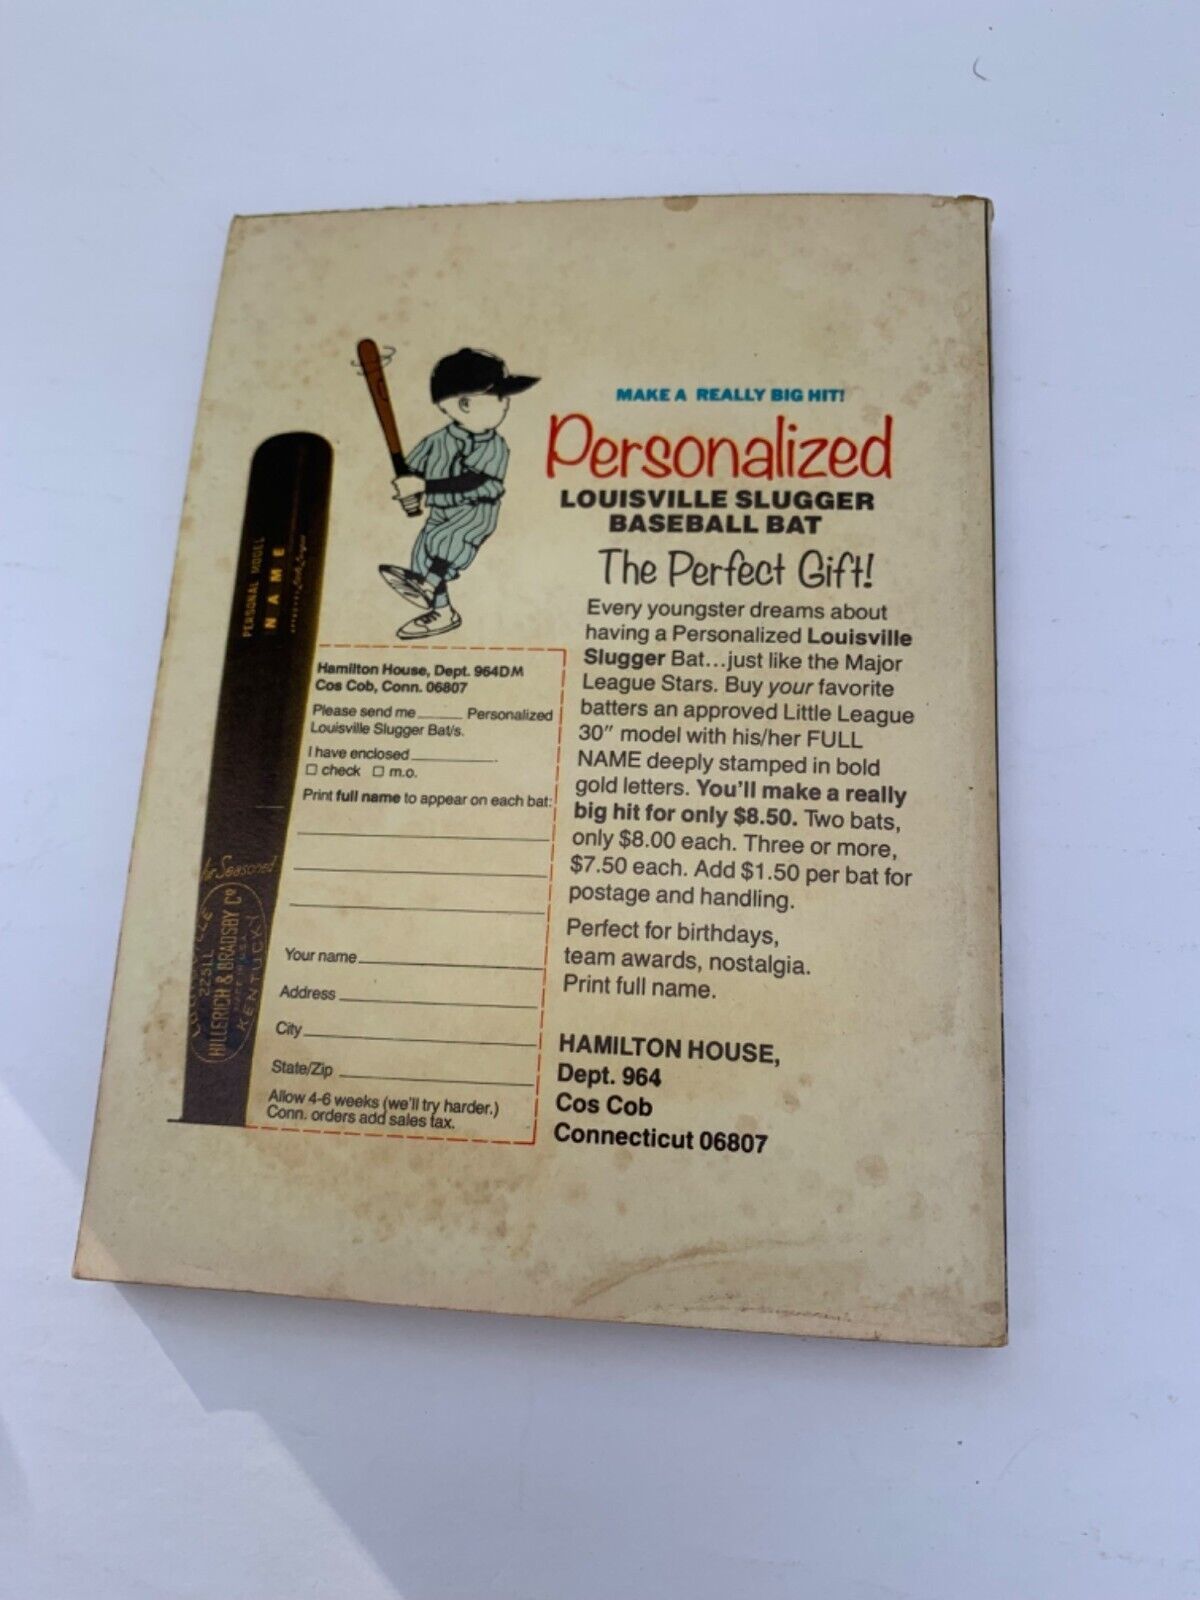 MAKE A REALLY BIG HIT!
Personalized
LOUISVILLE SLUGGER
BASEBALL BAT
The Perfect Gift!
Every youngster dreams about
having a Personalized Louisville
Slugger Bat...just like the Major
League Stars. Buy your favorite
batters an approved Little League
30" model with his/her FULL
NAME deeply stamped in bold
gold letters. You'll make a really
big hit for only $8.50. Two bats,
only $8.00 each. Three or more,
$7.50 each. Add $1.50 per bat for
postage and handling.
Perfect for birthdays,
team awards, nostalgia.
Print full name.
HAMILTON HOUSE,
Dept. 964
Cos Cob
Connecticut 06807
PERSONAL MODEL
NAME
Seasoned
225LL
HILLERICH & BRADSBY Cº
MADE IN U.S.A.
KENTUCKY
Hamilton House, Dept. 964DM
Cos Cob, Conn. 06807
Please send me______ Personalized
Louisville Slugger Bat/s.
I have enclosed____________.
☐ check ☐ m.o.
Print full name to appear on each bat:
Your name
Address
City
State/Zip
Allow 4-6 weeks (we'll try harder.)
Conn. orders add sales tax.